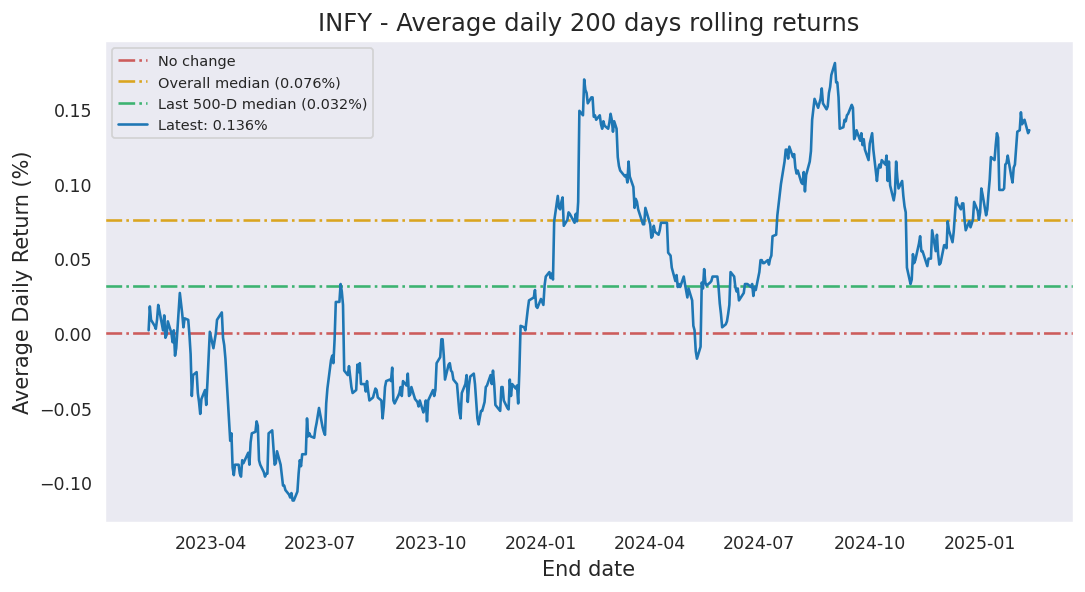 INFY - Average daily 200 days rolling returns
No change
Overall median (0.076%)
Last 500-D median (0.032%)
Latest: 0.136%
Average Daily Return (%)
0.15
0.10
0.05
0.00
−0.05
−0.10
2023-04 2023-07 2023-10 2024-01 2024-04 2024-07 2024-10 2025-01
End date